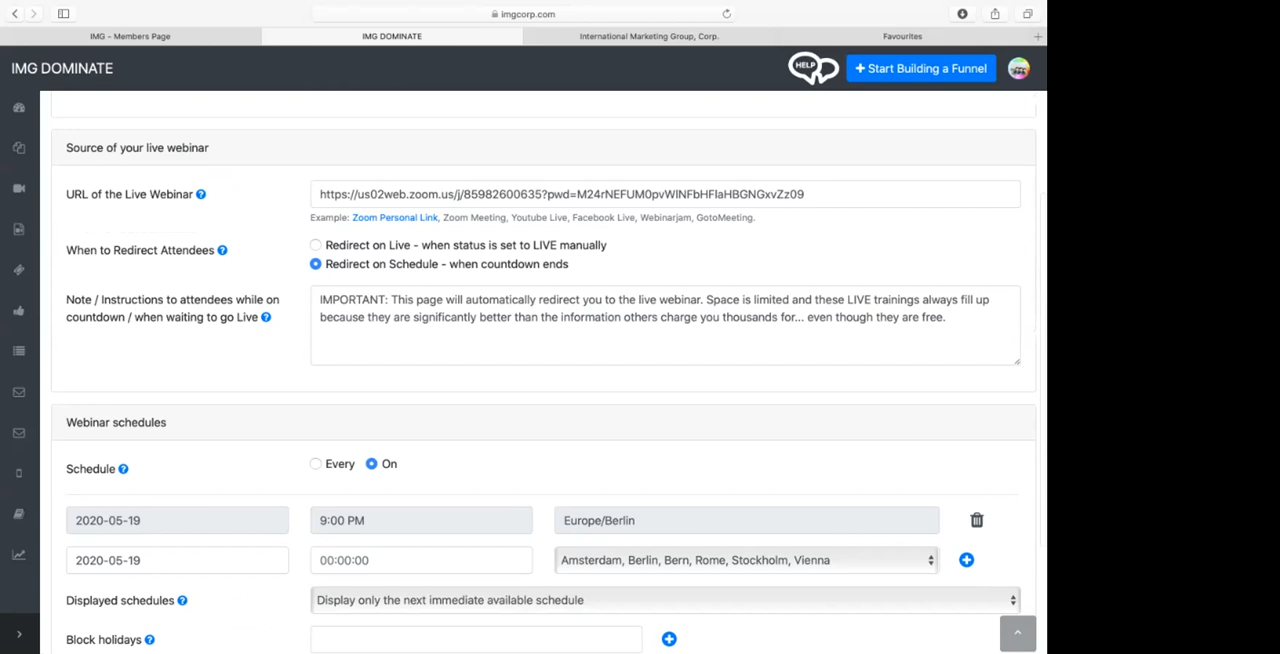 imgcorp.com
IMG - Members Page
IMG DOMINATE
International Marketing Group, Corp.
Favourites
IMG DOMINATE
HELP
+ Start Building a Funnel
Source of your live webinar
URL of the Live Webinar
https://us02web.zoom.us/j/85982600635?pwd=M24rNEFUM0pvWlNFbHFIaHBGNGxvZz09
Example: Zoom Personal Link, Zoom Meeting, Youtube Live, Facebook Live, Webinarjam, GotoMeeting.
When to Redirect Attendees
Redirect on Live - when status is set to LIVE manually
Redirect on Schedule - when countdown ends
Note / Instructions to attendees while on
countdown / when waiting to go Live
IMPORTANT: This page will automatically redirect you to the live webinar. Space is limited and these LIVE trainings always fill up
because they are significantly better than the information others charge you thousands for... even though they are free.
Webinar schedules
Schedule
Every On
2020-05-19 9:00 PM Europe/Berlin
2020-05-19 00:00:00 Amsterdam, Berlin, Bern, Rome, Stockholm, Vienna
Displayed schedules
Display only the next immediate available schedule
Block holidays